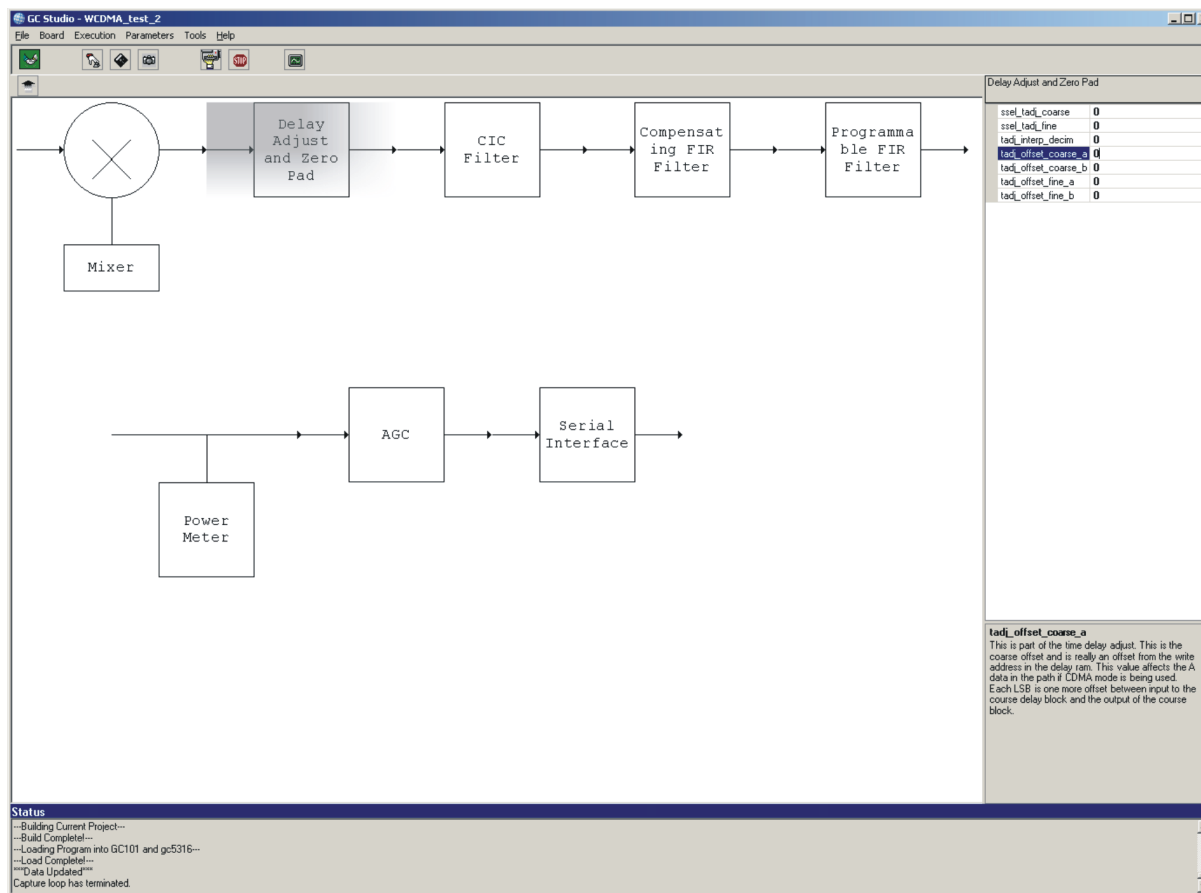 GC Studio - WCDMA_test_2
File Board Execution Parameters Tools Help
STOP
Delay Adjust and Zero Pad
ssel_tadj_coarse 0
ssel_tadj_fine 0
tadj_interp_decim 0
tadj_offset_coarse_a 0
tadj_offset_coarse_b 0
tadj_offset_fine_a 0
tadj_offset_fine_b 0
Delay
Adjust
and Zero
Pad
CIC
Filter
Compensat
ing FIR
Filter
Programma
ble FIR
Filter
Mixer
AGC
Serial
Interface
Power
Meter
tadj_offset_coarse_a
This is part of the time delay adjust. This is the
coarse offset and is really an offset from the write
address in the delay ram. This value affects the A
data in the path if CDMA mode is being used.
Each LSB is one more offset between input to the
course delay block and the output of the course
block.
Status
---Building Current Project---
---Build Complete!---
---Loading Program into GC101 and gc5316---
---Load Complete!---
***Data Updated***
Capture loop has terminated.